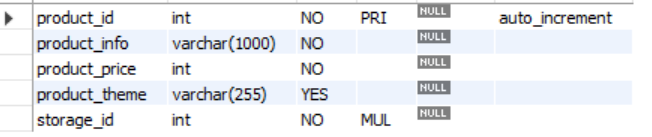 product_id int NO PRI NULL auto_increment
product_info varchar(1000) NO NULL
product_price int NO NULL
product_theme varchar(255) YES NULL
storage_id int NO MUL NULL